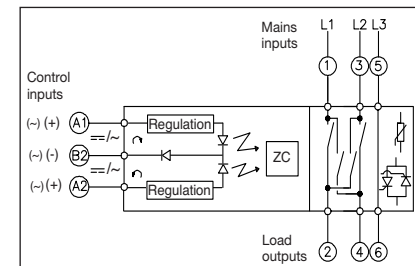 Mains inputs
L1 L2 L3
1 3 5
Control inputs
(~) (+) A1
Regulation
==/~
(~) (-) B2
ZC
==/~
(~) (+) A2
Regulation
Load outputs
2 4 6